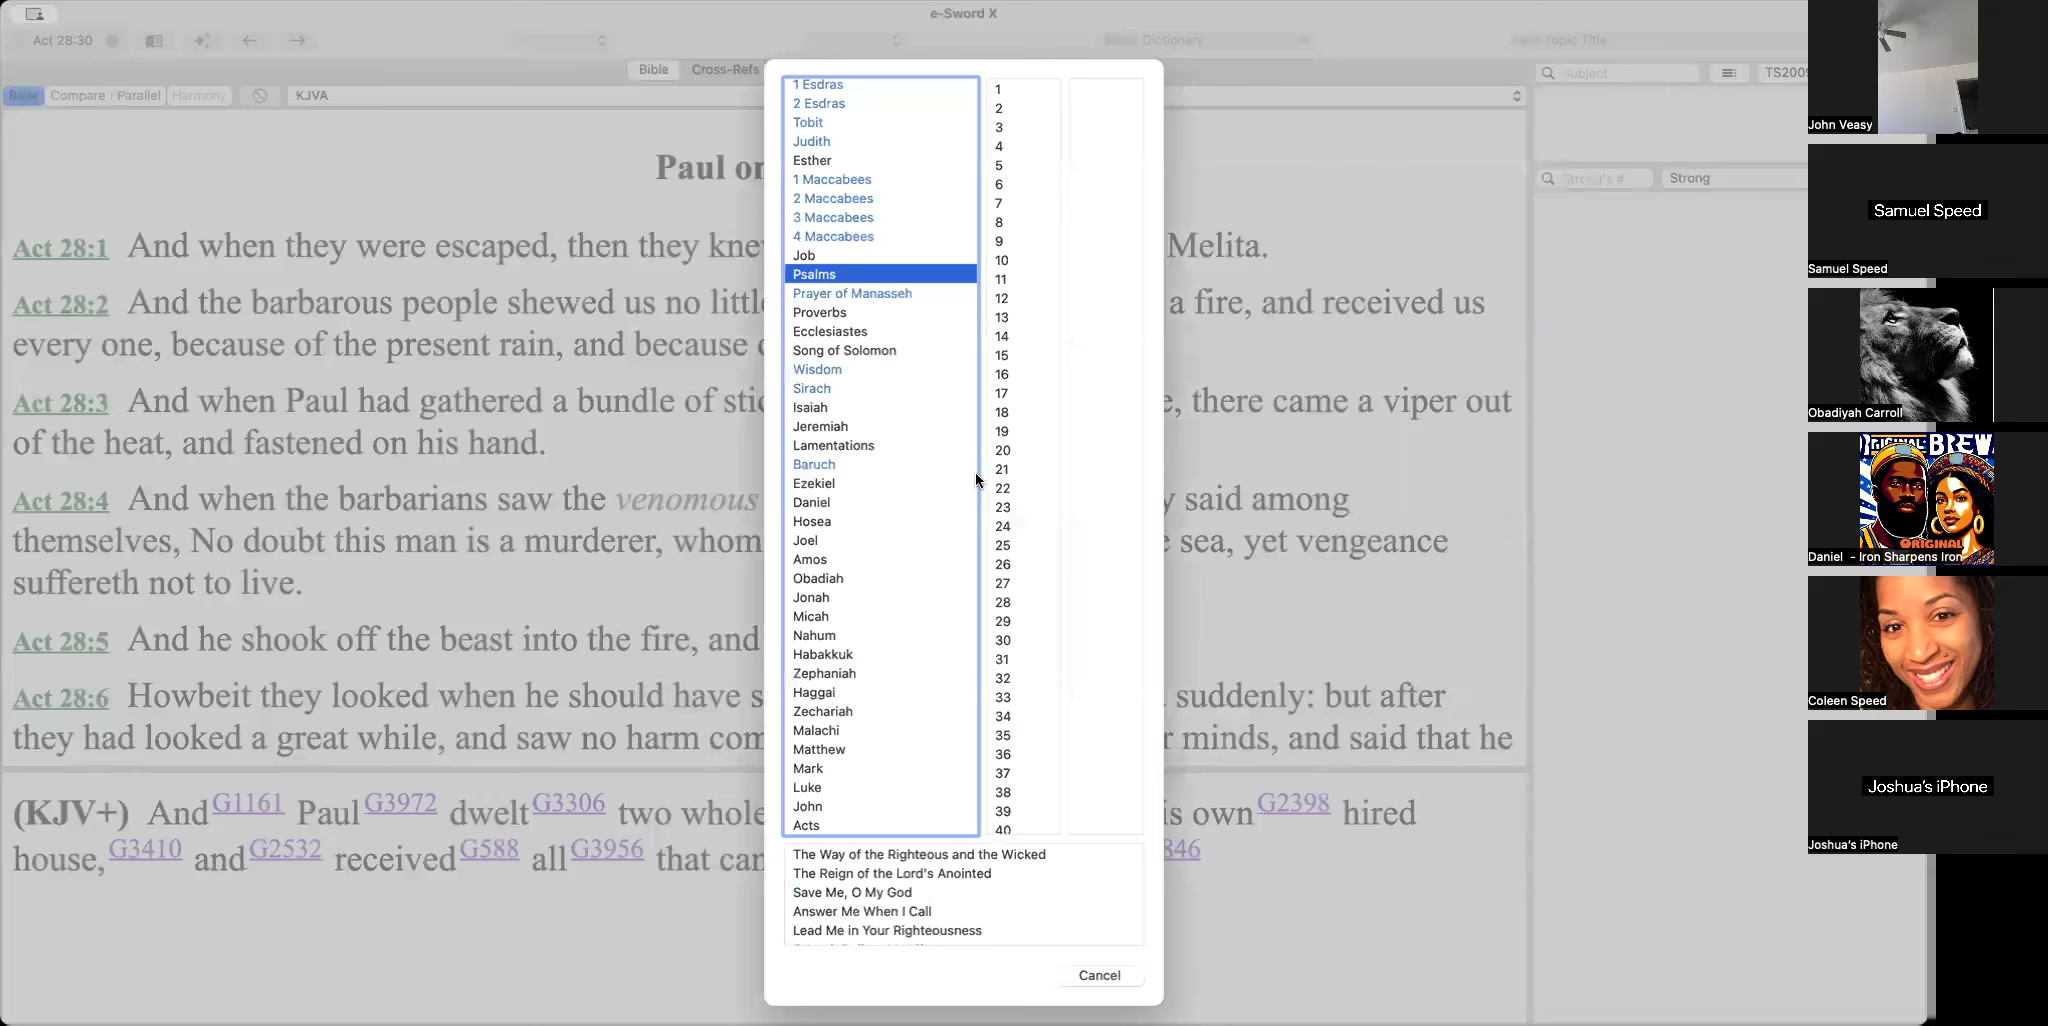 e-Sword X
Act 28:30
Dictionary
Topic Title
Bible
Cross-Refs
TS2009
Bible
Compare
Parallel
Harmony
KJVA
Strong
Paul on
Act 28:1 And when they were escaped, then they knew
Melita.
Act 28:2 And the barbarous people shewed us no little
a fire, and received us
every one, because of the present rain, and because
Act 28:3 And when Paul had gathered a bundle of
there came a viper out
of the heat, and fastened on his hand.
Act 28:4 And when the barbarians saw the venomous
said among
themselves, No doubt this man is a murderer, whom
sea, yet vengeance
suffereth not to live.
Act 28:5 And he shook off the beast into the fire, and
Act 28:6 Howbeit they looked when he should have
suddenly: but after
they had looked a great while, and saw no harm
minds, and said that he
(KJV+) And G1161 Paul G3972 dwelt G3306 two whole
own G2398 hired
house, G3410 and G2532 received G588 all G3956 that
846
1 Esdras
2 Esdras
Tobit
Judith
Esther
1 Maccabees
2 Maccabees
3 Maccabees
4 Maccabees
Job
Psalms
Prayer of Manasseh
Proverbs
Ecclesiastes
Song of Solomon
Wisdom
Sirach
Isaiah
Jeremiah
Lamentations
Baruch
Ezekiel
Daniel
Hosea
Joel
Amos
Obadiah
Jonah
Micah
Nahum
Habakkuk
Zephaniah
Haggai
Zechariah
Malachi
Matthew
Mark
Luke
John
Acts
1
2
3
4
5
6
7
8
9
10
11
12
13
14
15
16
17
18
19
20
21
22
23
24
25
26
27
28
29
30
31
32
33
34
35
36
37
38
39
40
The Way of the Righteous and the Wicked
The Reign of the Lord's Anointed
Save Me, O My God
Answer Me When I Call
Lead Me in Your Righteousness
Cancel
John Veasy
Samuel Speed
Samuel Speed
Obadiyah Carroll
ORIGINAL
Daniel - Iron Sharpens Iron
Coleen Speed
Joshua's iPhone
Joshua's iPhone